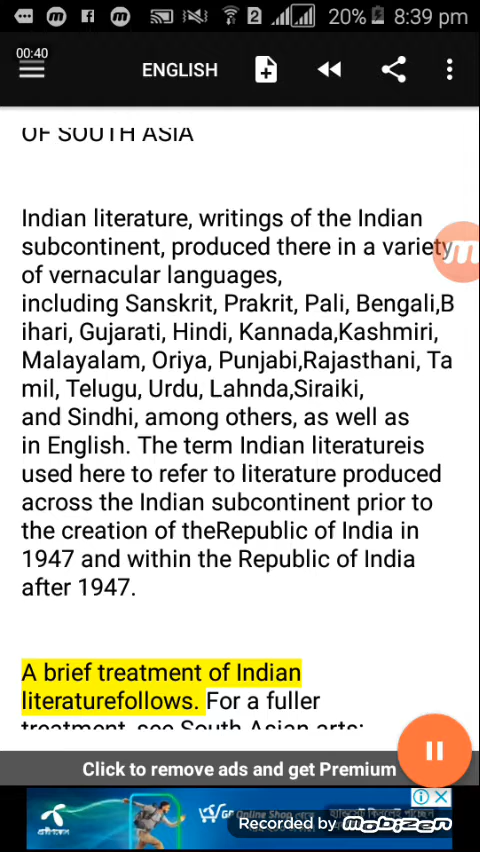 2 20% 8:39 pm
00:40
ENGLISH
OF SOUTH ASIA
Indian literature, writings of the Indian
subcontinent, produced there in a variety
of vernacular languages,
including Sanskrit, Prakrit, Pali, Bengali,B
ihari, Gujarati, Hindi, Kannada,Kashmiri,
Malayalam, Oriya, Punjabi,Rajasthani, Ta
mil, Telugu, Urdu, Lahnda,Siraiki,
and Sindhi, among others, as well as
in English. The term Indian literatureis
used here to refer to literature produced
across the Indian subcontinent prior to
the creation of theRepublic of India in
1947 and within the Republic of India
after 1947.
A brief treatment of Indian
literaturefollows. For a fuller
treatment, see South Asian arts:
Click to remove ads and get Premium
গ্রামীণফোন
GP Online Shop
Recorded by mobizen